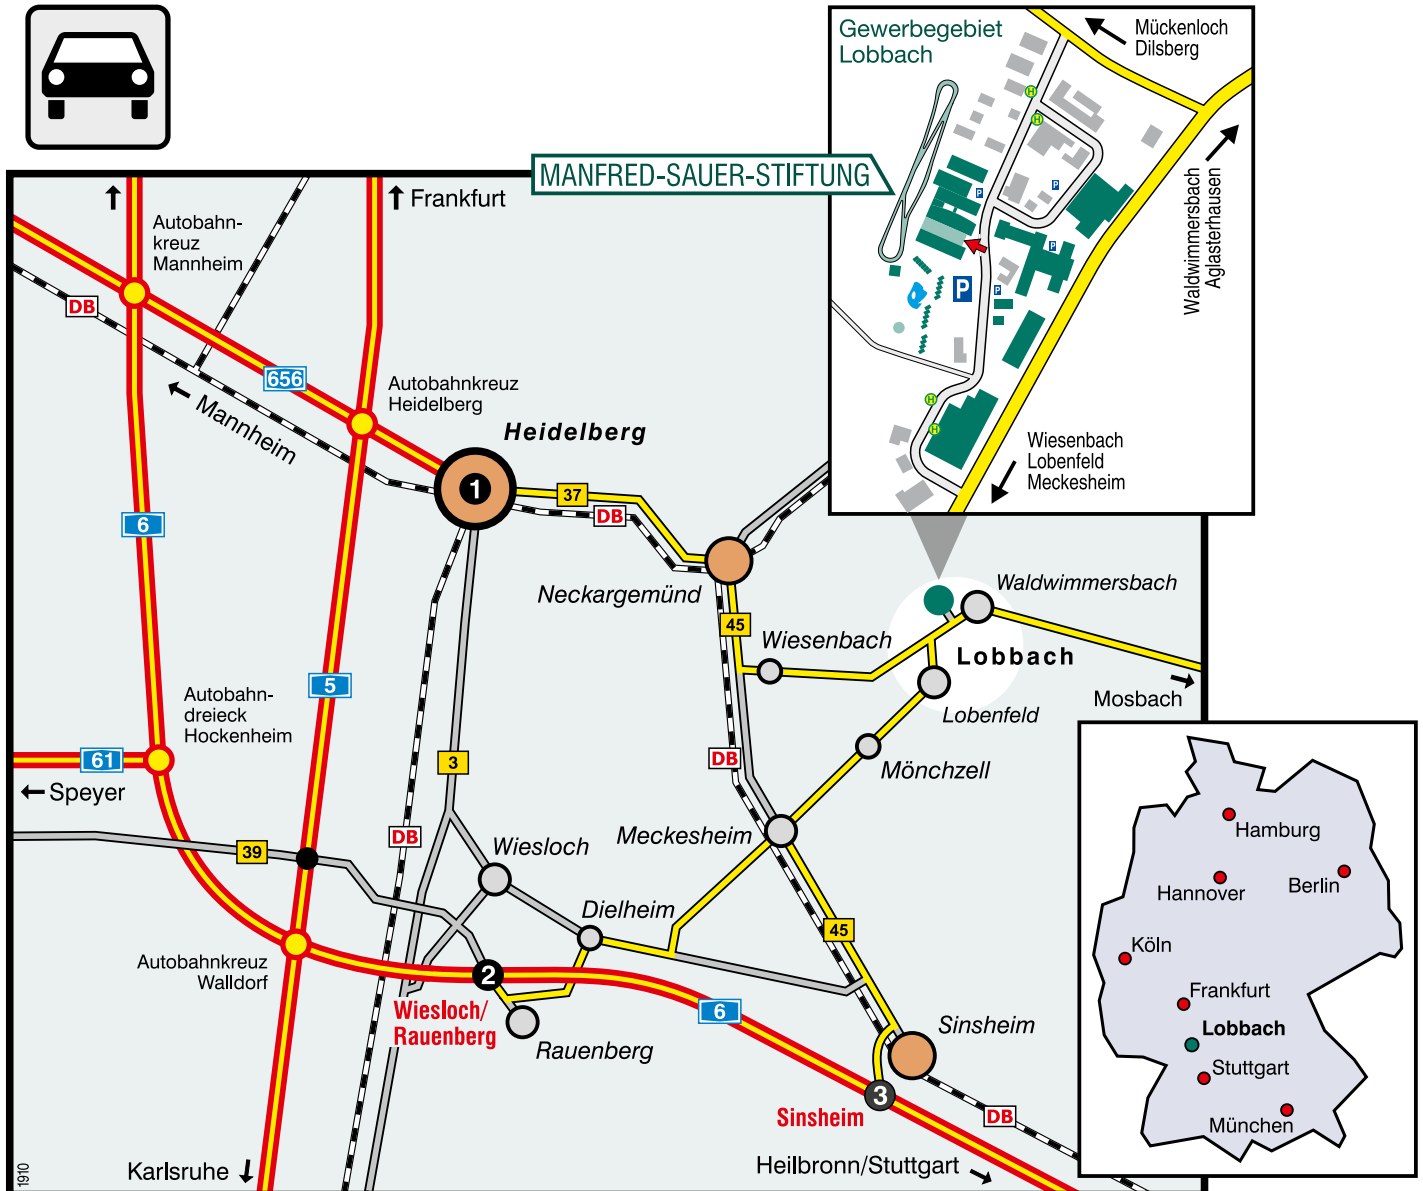 Gewerbegebiet
Lobbach
Mückenloch
Dilsberg
H
H
MANFRED-SAUER-STIFTUNG
P
P
P
P
P
Waldwimmersbach
Aglasterhausen
H
H
Wiesenbach
Lobenfeld
Meckesheim
Frankfurt
Autobahn-
kreuz
Mannheim
DB
656
Autobahnkreuz
Heidelberg
Mannheim
Heidelberg
1
37
DB
6
Neckargemünd
45
Wiesenbach
Waldwimmersbach
Lobbach
Mosbach
Lobenfeld
5
Autobahn-
dreieck
Hockenheim
61
Speyer
3
DB
Mönchzell
DB
Meckesheim
39
Wiesloch
Dielheim
45
Autobahnkreuz
Walldorf
2
Wiesloch/
Rauenberg
6
Rauenberg
Sinsheim
3
Sinsheim
DB
Karlsruhe
Heilbronn/Stuttgart
1910
Hamburg
Hannover
Berlin
Köln
Frankfurt
Lobbach
Stuttgart
München